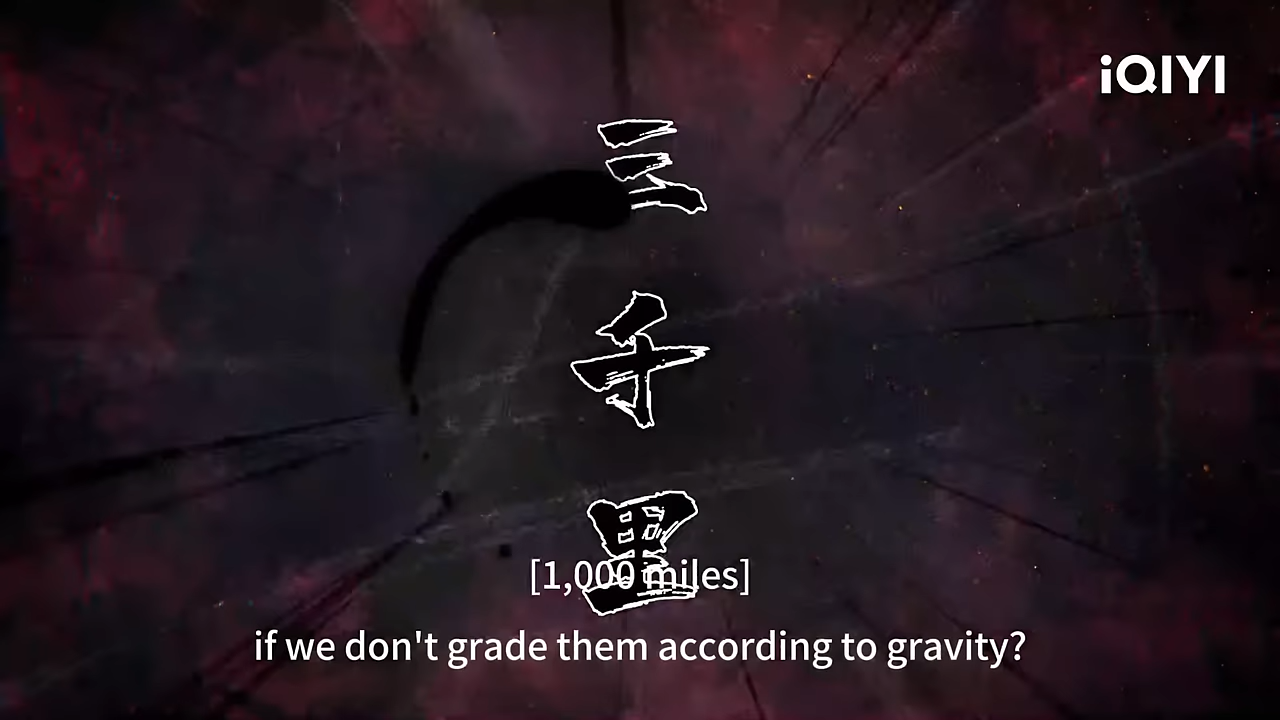 iQIYI
三千里
[1,000 miles]
if we don't grade them according to gravity?